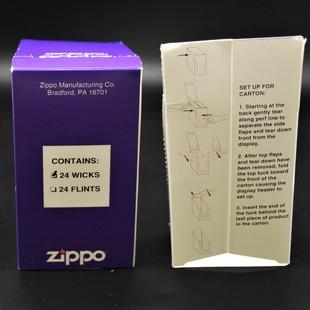 Zippo Manufacturing Co.
Bradford, PA 16701
CONTAINS:
24 WICKS
24 FLINTS
zippo
SET UP FOR
CARTON:
1. Starting at the
back gently tear
along perf line to
separate the side
flaps and tear down
front from the
display.
2. After top flaps
and tear down have
been removed, fold
the top tuck toward
the front of the
carton causing the
display header to
set up.
3. Insert the end of
the tuck behind the
last piece of product
in the carton.